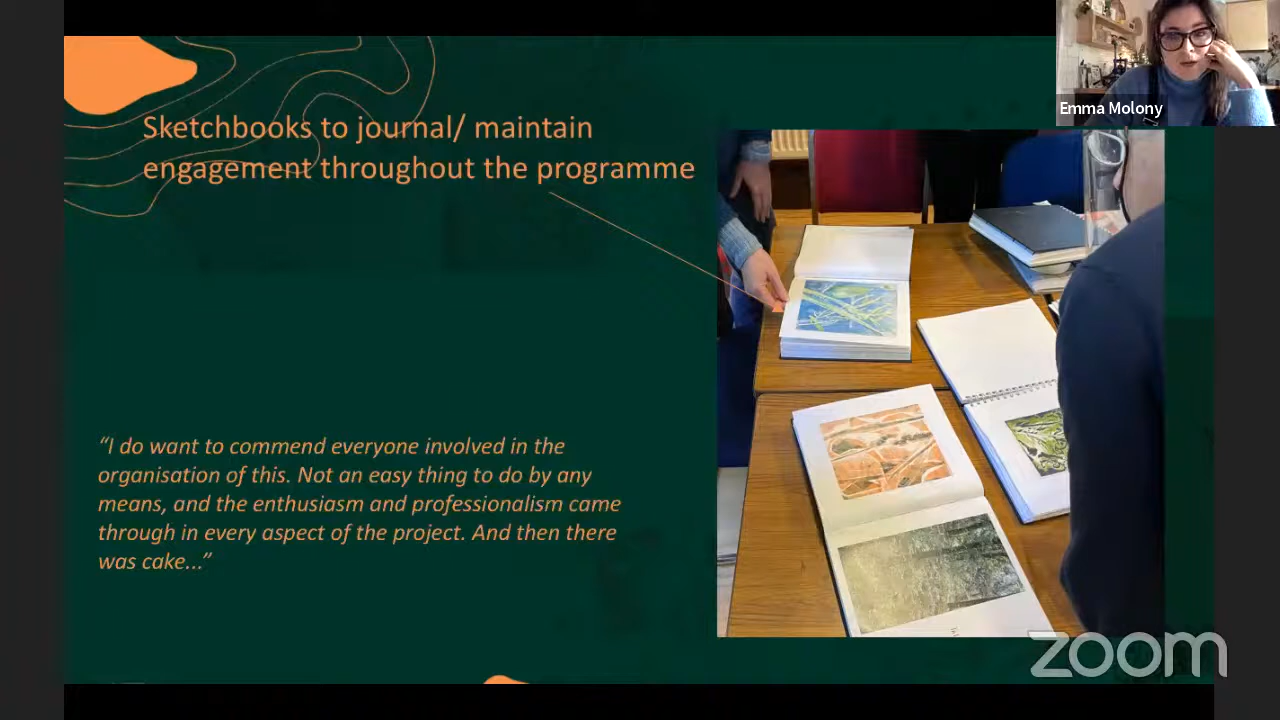 Emma Molony
Sketchbooks to journal/ maintain
engagement throughout the programme
“I do want to commend everyone involved in the
organisation of this. Not an easy thing to do by any
means, and the enthusiasm and professionalism came
through in every aspect of the project. And then there
was cake...”
zoom